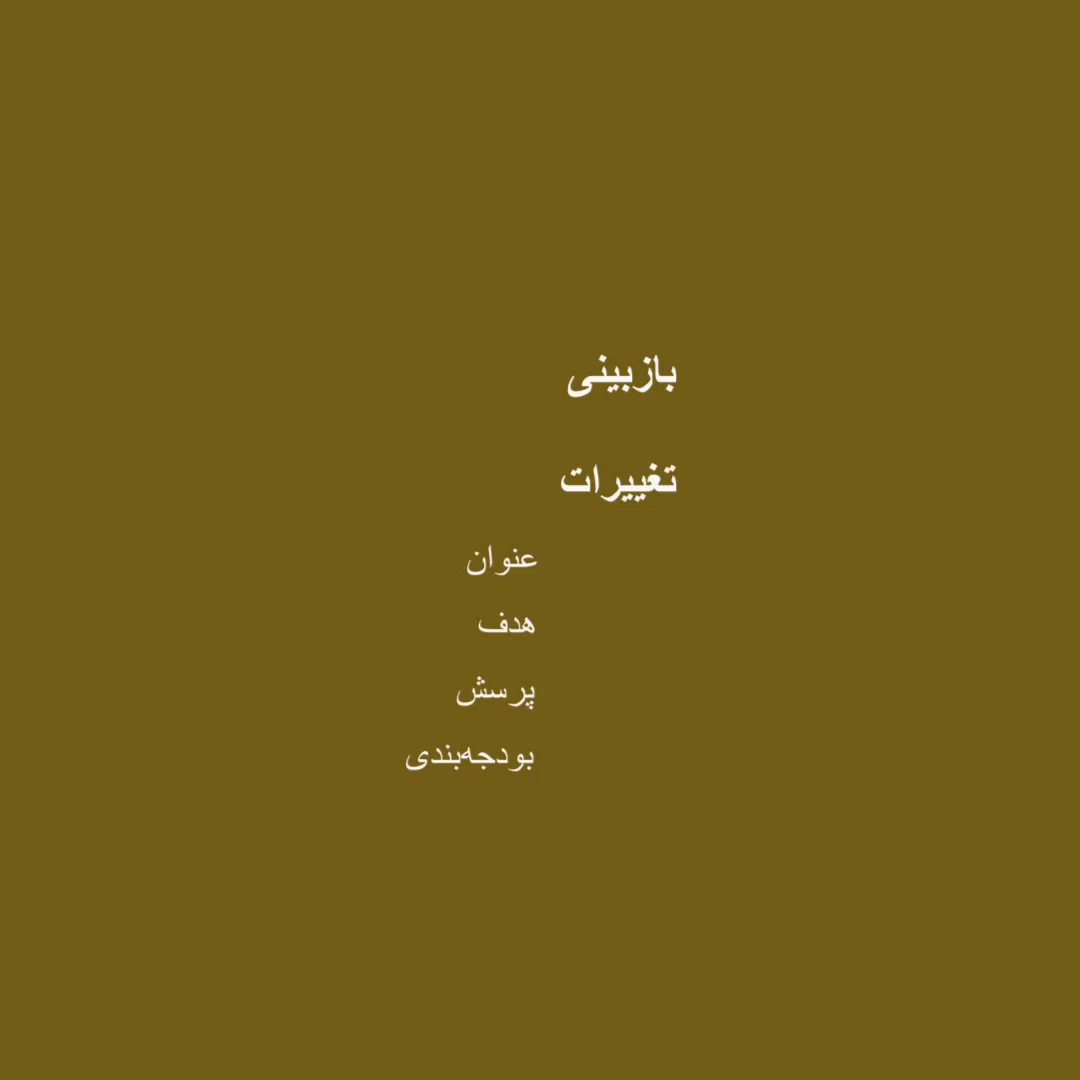 بازبینی
تغییرات
عنوان
هدف
پرسش
بودجه‌بندی